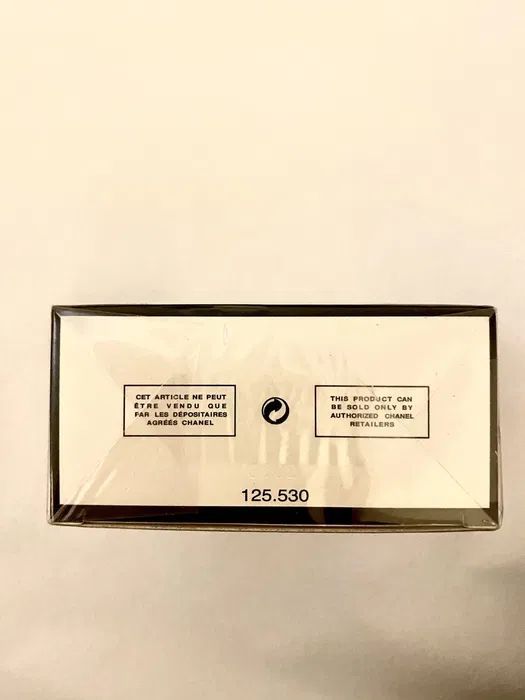 CET ARTICLE NE PEUT
ÊTRE VENDU QUE
PAR LES DÉPOSITAIRES
AGRÉÉS CHANEL
THIS PRODUCT CAN
BE SOLD ONLY BY
AUTHORIZED CHANEL
RETAILERS
125.530